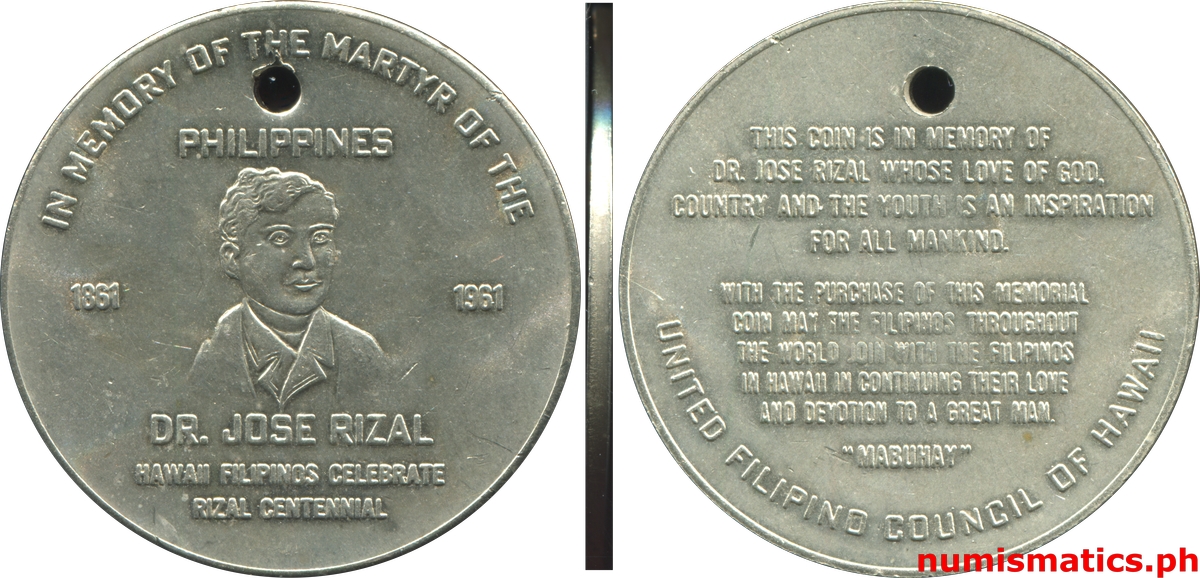 IN MEMORY OF THE MARTYR OF THE
PHILIPPINES
1861 1961
DR. JOSE RIZAL
HAWAII FILIPINOS CELEBRATE
RIZAL CENTENNIAL
THIS COIN IS IN MEMORY OF
DR. JOSE RIZAL WHOSE LOVE OF GOD,
COUNTRY AND THE YOUTH IS AN INSPIRATION
FOR ALL MANKIND.
WITH THE PURCHASE OF THIS MEMORIAL
COIN MAY THE FILIPINOS THROUGHOUT
THE WORLD JOIN WITH THE FILIPINOS
IN HAWAII IN CONTINUING THEIR LOVE
AND DEVOTION TO A GREAT MAN.
"MABUHAY"
UNITED FILIPINO COUNCIL OF HAWAII
numismatics.ph